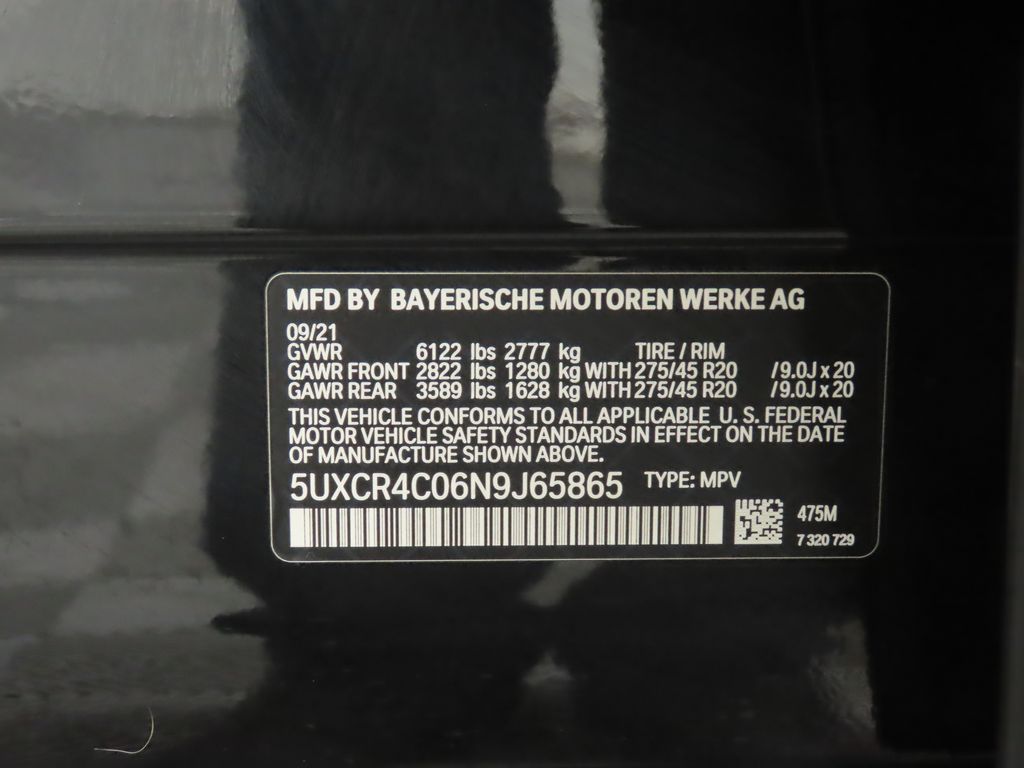 MFD BY BAYERISCHE MOTOREN WERKE AG
09/21
GVWR 6122 lbs 2777 kg TIRE / RIM
GAWR FRONT 2822 lbs 1280 kg WITH 275/45 R20 /9.0J x 20
GAWR REAR 3589 lbs 1628 kg WITH 275/45 R20 /9.0J x 20
THIS VEHICLE CONFORMS TO ALL APPLICABLE U. S. FEDERAL
MOTOR VEHICLE SAFETY STANDARDS IN EFFECT ON THE DATE
OF MANUFACTURE SHOWN ABOVE.
5UXCR4C06N9J65865 TYPE: MPV
475M
7 320 729